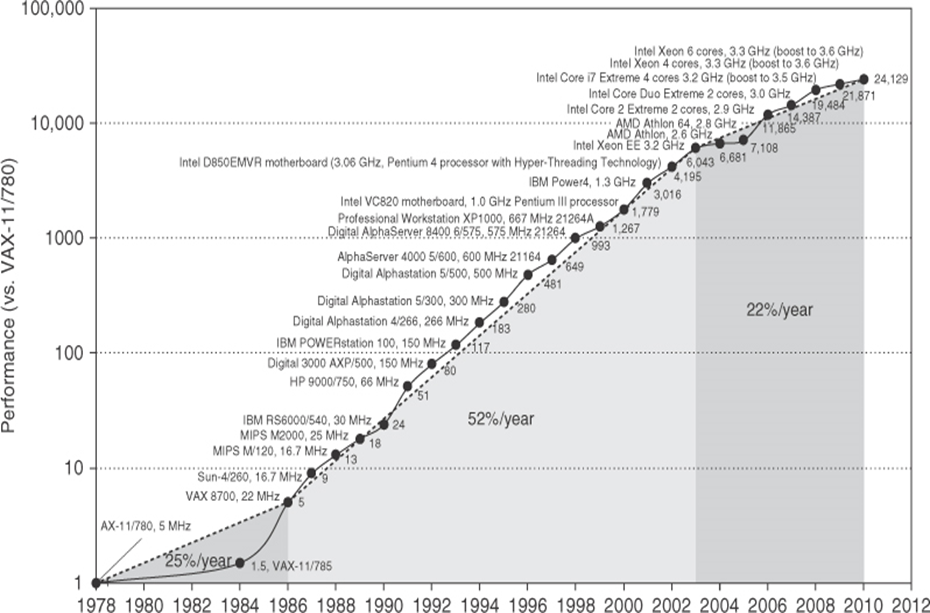 100,000
10,000
1000
100
10
1
Performance (vs. VAX-11/780)
Intel Xeon 6 cores, 3.3 GHz (boost to 3.6 GHz)
Intel Xeon 4 cores, 3.3 GHz (boost to 3.6 GHz)
Intel Core i7 Extreme 4 cores 3.2 GHz (boost to 3.5 GHz)
24,129
Intel Core Duo Extreme 2 cores, 3.0 GHz
21,871
Intel Core 2 Extreme 2 cores, 2.9 GHz
19,484
AMD Athlon 64, 2.8 GHz
14,387
AMD Athlon, 2.6 GHz
11,865
Intel Xeon EE 3.2 GHz
7,108
6,681
Intel D850EMVR motherboard (3.06 GHz, Pentium 4 processor with Hyper-Threading Technology)
6,043
4,195
IBM Power4, 1.3 GHz
3,016
Intel VC820 motherboard, 1.0 GHz Pentium III processor
1,779
Professional Workstation XP1000, 667 MHz 21264A
1,267
Digital AlphaServer 8400 6/575, 575 MHz 21264
993
AlphaServer 4000 5/600, 600 MHz 21164
649
Digital Alphastation 5/500, 500 MHz
481
Digital Alphastation 5/300, 300 MHz
280
Digital Alphastation 4/266, 266 MHz
183
IBM POWERstation 100, 150 MHz
117
Digital 3000 AXP/500, 150 MHz
80
HP 9000/750, 66 MHz
51
IBM RS6000/540, 30 MHz
24
MIPS M2000, 25 MHz
18
MIPS M/120, 16.7 MHz
13
Sun-4/260, 16.7 MHz
9
VAX 8700, 22 MHz
5
AX-11/780, 5 MHz
1.5, VAX-11/785
25%/year
52%/year
22%/year
1978 1980 1982 1984 1986 1988 1990 1992 1994 1996 1998 2000 2002 2004 2006 2008 2010 2012